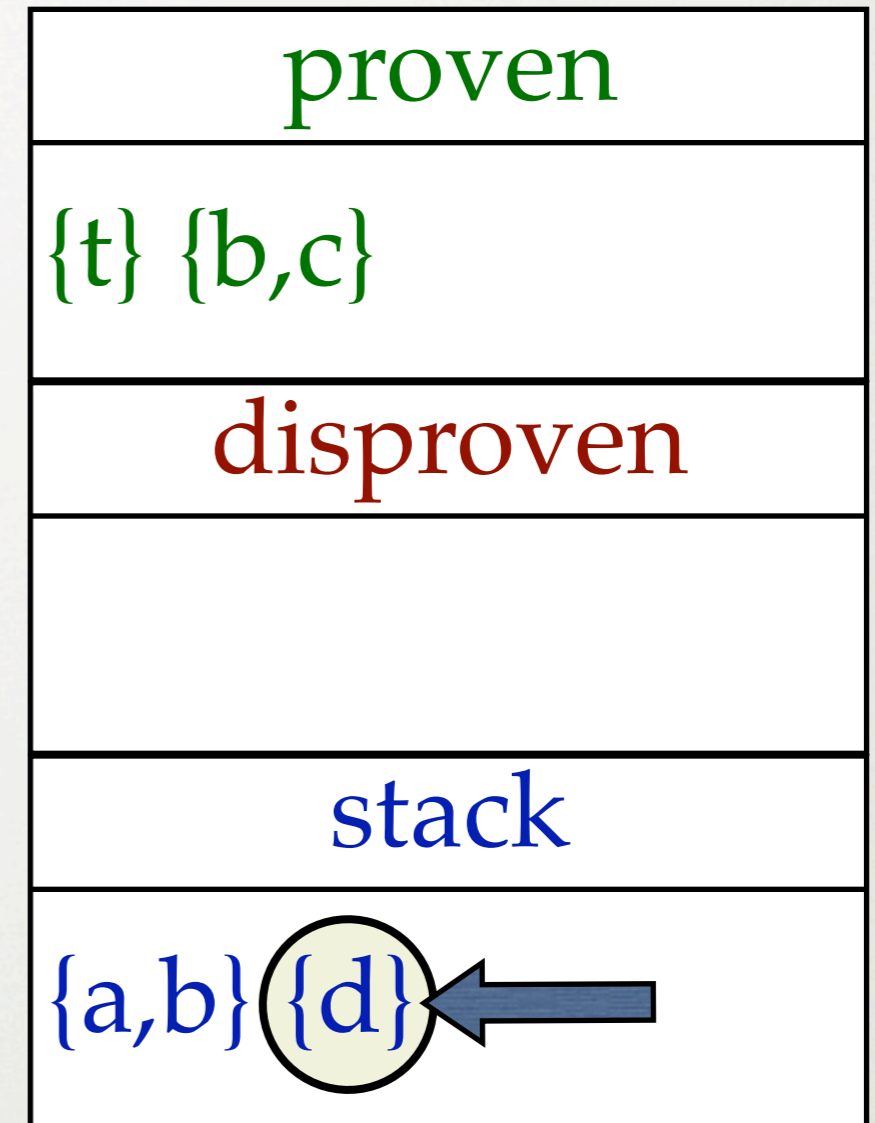 proven
{t} {b,c}
disproven
stack
{a,b} {d}